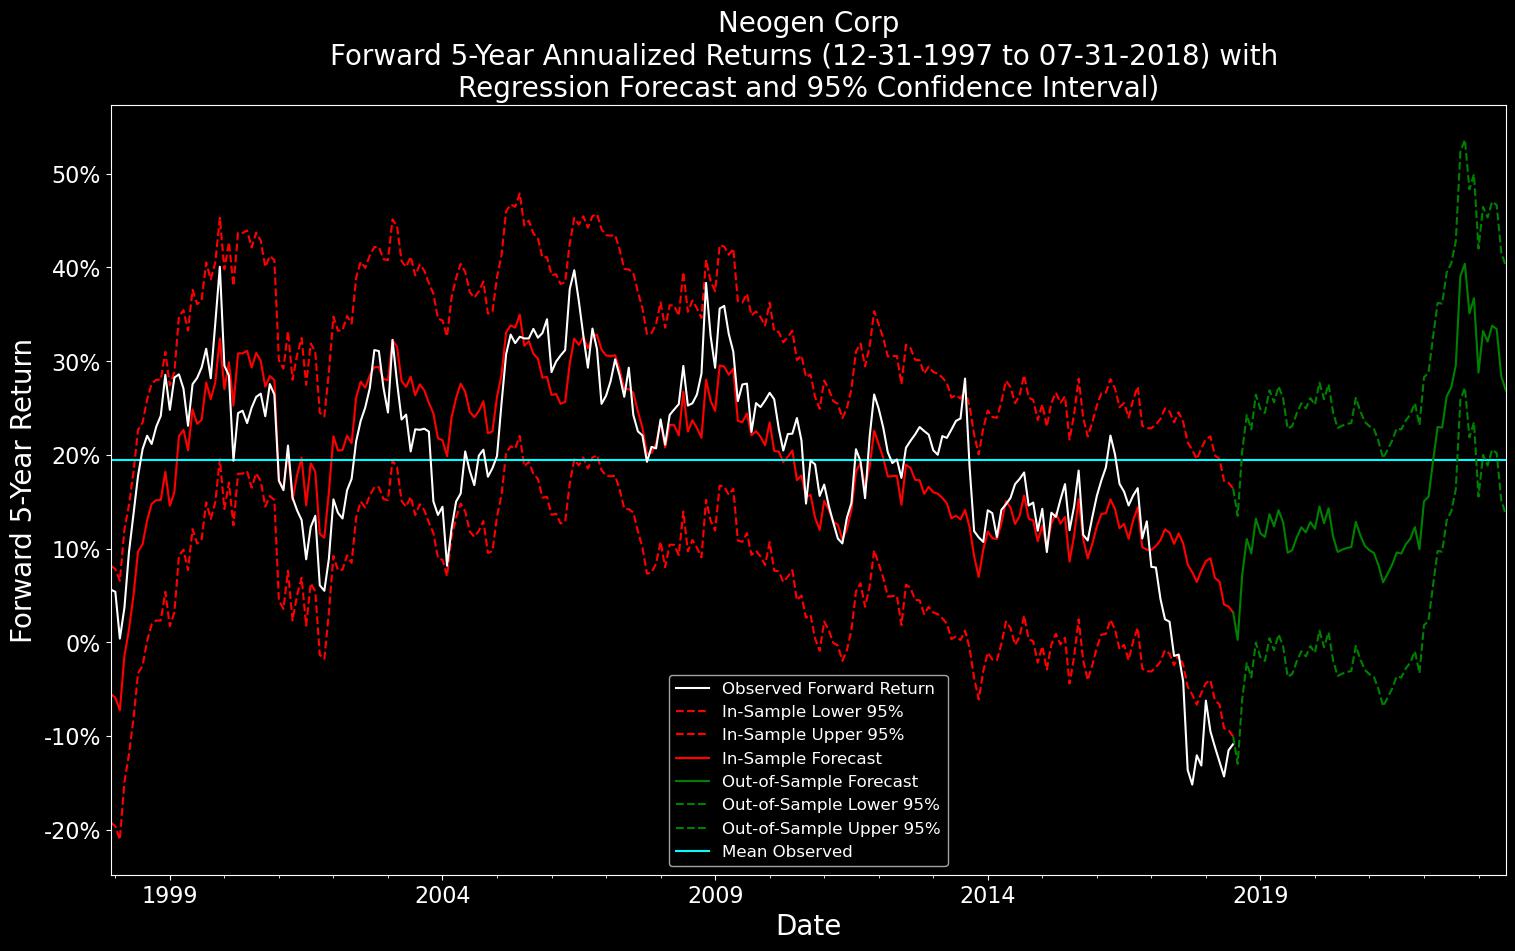 Neogen Corp
Forward 5-Year Annualized Returns (12-31-1997 to 07-31-2018) with
Regression Forecast and 95% Confidence Interval)
Forward 5-Year Return
50%
40%
30%
20%
10%
0%
-10%
-20%
Observed Forward Return
In-Sample Lower 95%
In-Sample Upper 95%
In-Sample Forecast
Out-of-Sample Forecast
Out-of-Sample Lower 95%
Out-of-Sample Upper 95%
Mean Observed
1999 2004 2009 2014 2019
Date